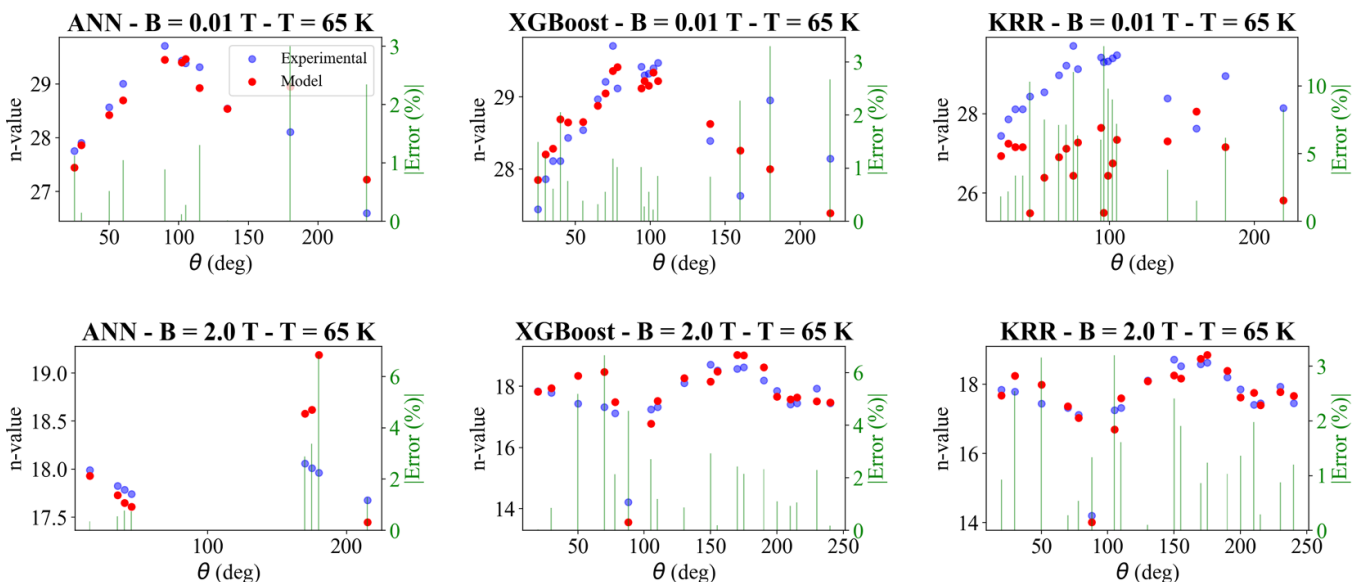 ANN - B = 0.01 T - T = 65 K
n-value
29
28
27
Experimental
Model
3
2
1
0
|Error (%)|
50
100
150
200
θ (deg)
XGBoost - B = 0.01 T - T = 65 K
n-value
29
28
3
2
1
0
|Error (%)|
50
100
150
200
θ (deg)
KRR - B = 0.01 T - T = 65 K
n-value
28
26
10
5
0
|Error (%)|
100
200
θ (deg)
ANN - B = 2.0 T - T = 65 K
n-value
19.0
18.5
18.0
17.5
6
4
2
0
|Error (%)|
100
200
θ (deg)
XGBoost - B = 2.0 T - T = 65 K
n-value
18
16
14
6
4
2
0
|Error (%)|
50
100
150
200
250
θ (deg)
KRR - B = 2.0 T - T = 65 K
n-value
18
16
14
3
2
1
0
|Error (%)|
50
100
150
200
250
θ (deg)